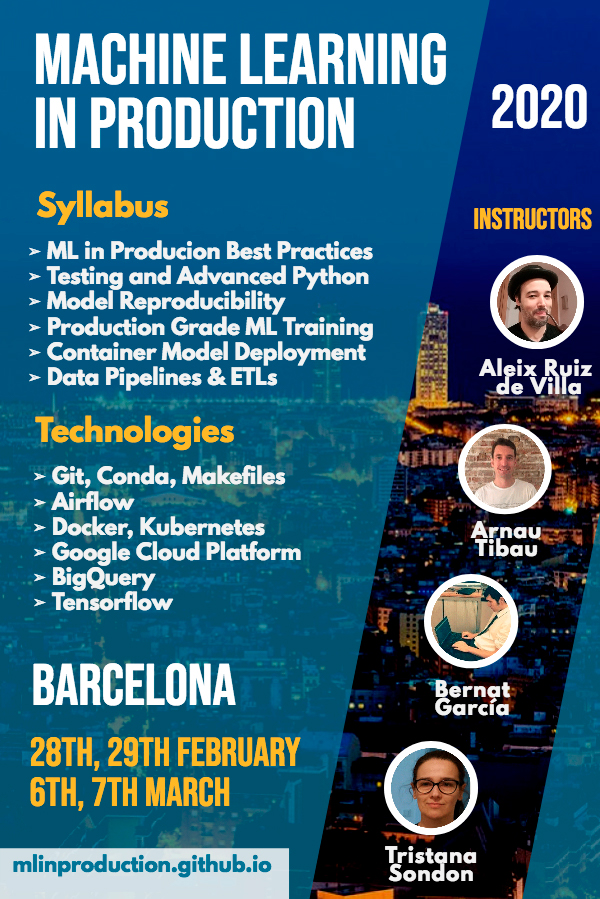 MACHINE LEARNING
IN PRODUCTION
2020
Syllabus
➢ ML in Producion Best Practices
➢ Testing and Advanced Python
➢ Model Reproducibility
➢ Production Grade ML Training
➢ Container Model Deployment
➢ Data Pipelines & ETLs
Technologies
➢ Git, Conda, Makefiles
➢ Airflow
➢ Docker, Kubernetes
➢ Google Cloud Platform
➢ BigQuery
➢ Tensorflow
BARCELONA
28TH, 29TH FEBRUARY
6TH, 7TH MARCH
mlinproduction.github.io
INSTRUCTORS
Aleix Ruiz
de Villa
Arnau
Tibau
Bernat
García
Tristana
Sondon